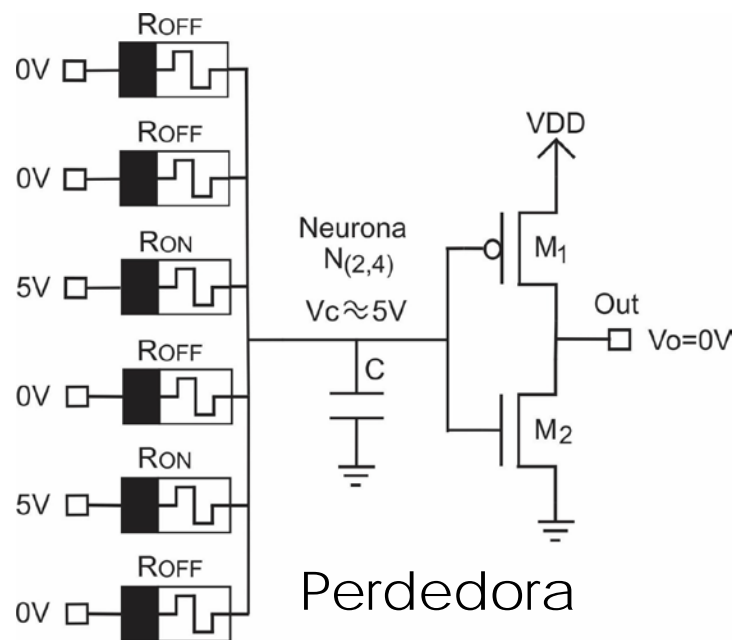 ROFF
0V
ROFF
0V
RON
5V
ROFF
0V
RON
5V
ROFF
0V
Neurona
N(2,4)
Vc≈5V
C
VDD
M1
Out
Vo=0V
M2
Perdedora